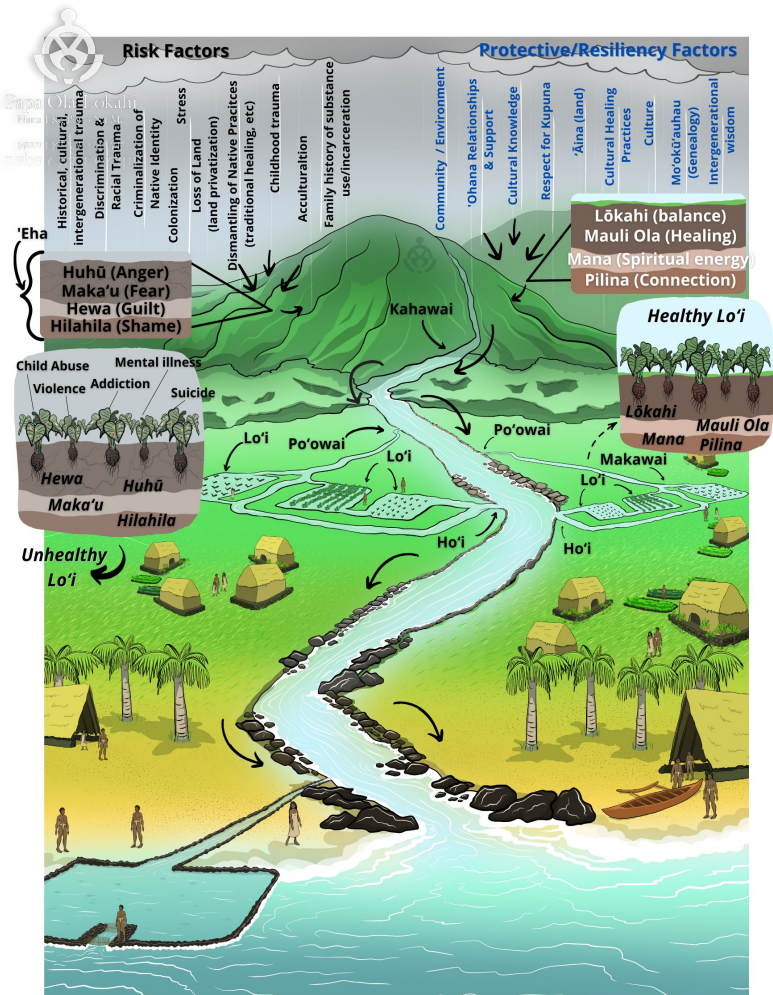 Papa Ola Lokahi
Risk Factors
Protective/Resiliency Factors
Historical, cultural,
intergenerational trauma
Discrimination &
Racial Trauma
Criminalization of
Native Identity
Colonization
Stress
Loss of Land
(land privatization)
Dismantling of Native Pracitces
(traditional healing, etc)
Childhood trauma
Acculturaltion
Family history of substance
use/incarceration
Community / Environment
'Ohana Relationships
& Support
Cultural Knowledge
Respect for Kupuna
ʻĀina (land)
Cultural Healing
Practices
Culture
Moʻokūʻauhau
(Genealogy)
Intergenerational
wisdom
'Eha
Huhū (Anger)
Makaʻu (Fear)
Hewa (Guilt)
Hilahila (Shame)
Lōkahi (balance)
Mauli Ola (Healing)
Mana (Spiritual energy)
Pilina (Connection)
Kahawai
Healthy Loʻi
Lōkahi
Mauli Ola
Mana
Pilina
Child Abuse
Mental illness
Violence
Addiction
Suicide
Hewa
Huhū
Makaʻu
Hilahila
Unhealthy
Loʻi
Loʻi
Poʻowai
Loʻi
Poʻowai
Makawai
Loʻi
Hoʻi
Hoʻi